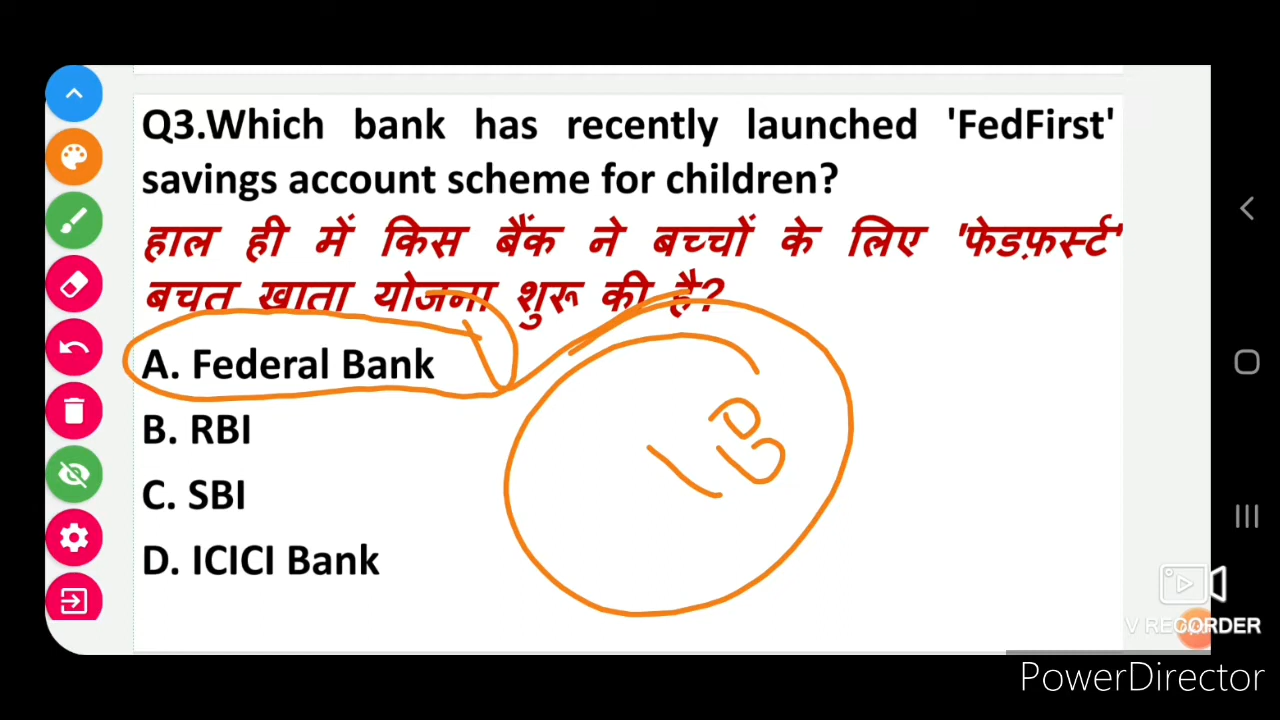 Q3.Which bank has recently launched 'FedFirst'
savings account scheme for children?
हाल ही में किस बैंक ने बच्चों के लिए 'फेडफ़र्स्ट'
बचत खाता योजना शुरू की है?
A. Federal Bank
B. RBI
C. SBI
D. ICICI Bank
V RECORDER
PowerDirector